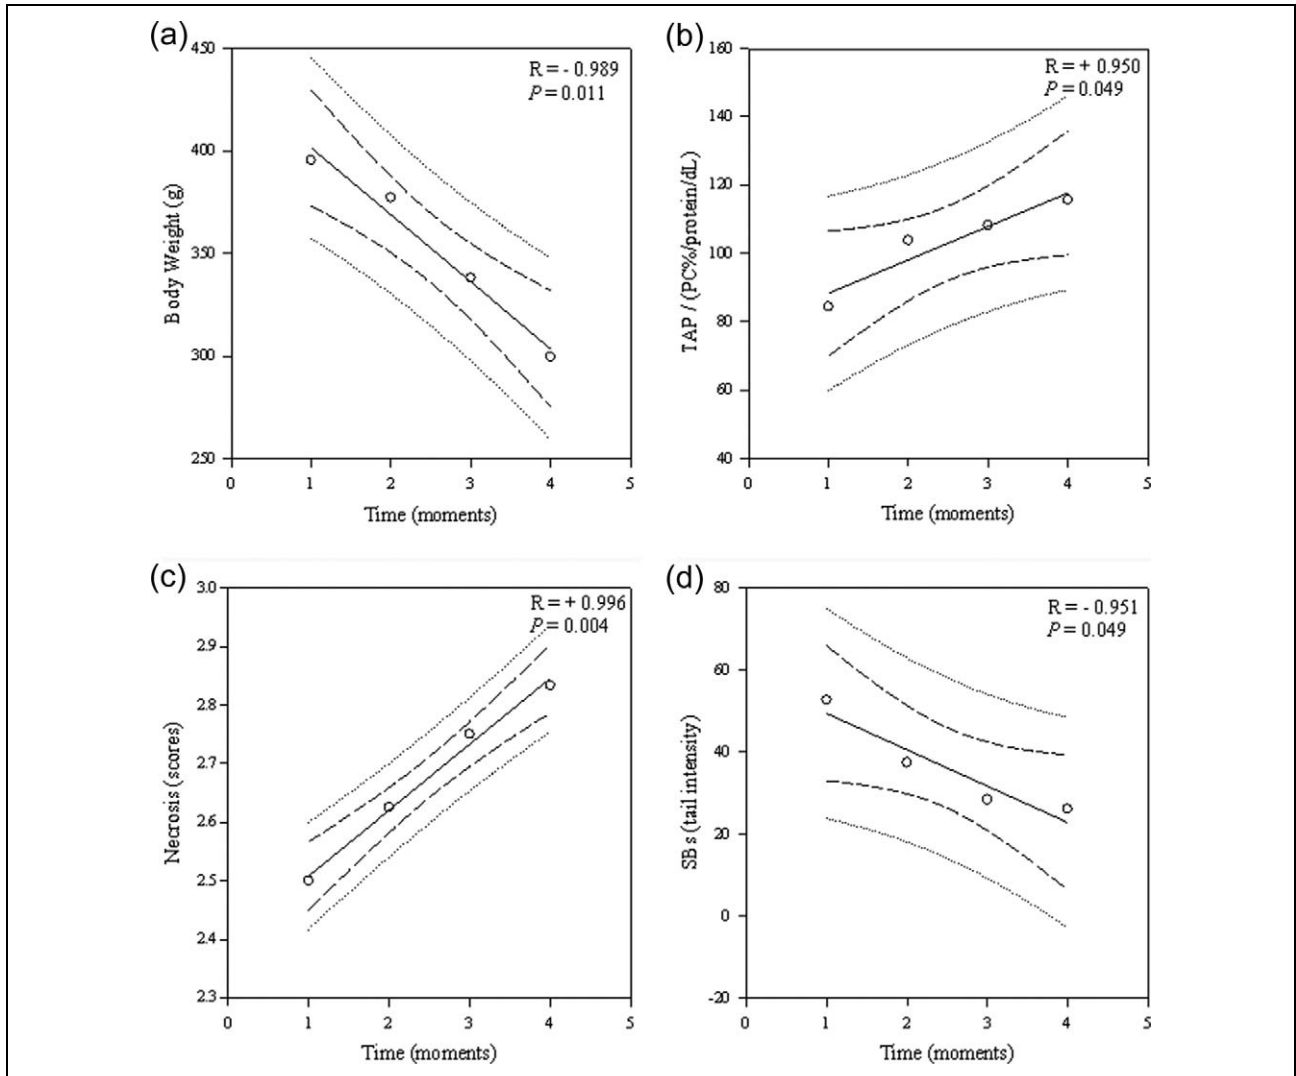 (a)
R = - 0.989
P = 0.011
450
400
350
300
250
Body Weight (g)
0 1 2 3 4 5
Time (moments)
(b)
R = + 0.950
P = 0.049
160
140
120
100
80
60
40
TAP / (PC%/protein/dL)
0 1 2 3 4 5
Time (moments)
(c)
R = + 0.996
P = 0.004
3.0
2.9
2.8
2.7
2.6
2.5
2.4
2.3
Necrosis (scores)
0 1 2 3 4 5
Time (moments)
(d)
R = - 0.951
P = 0.049
80
60
40
20
0
-20
SBs (tail intensity)
0 1 2 3 4 5
Time (moments)